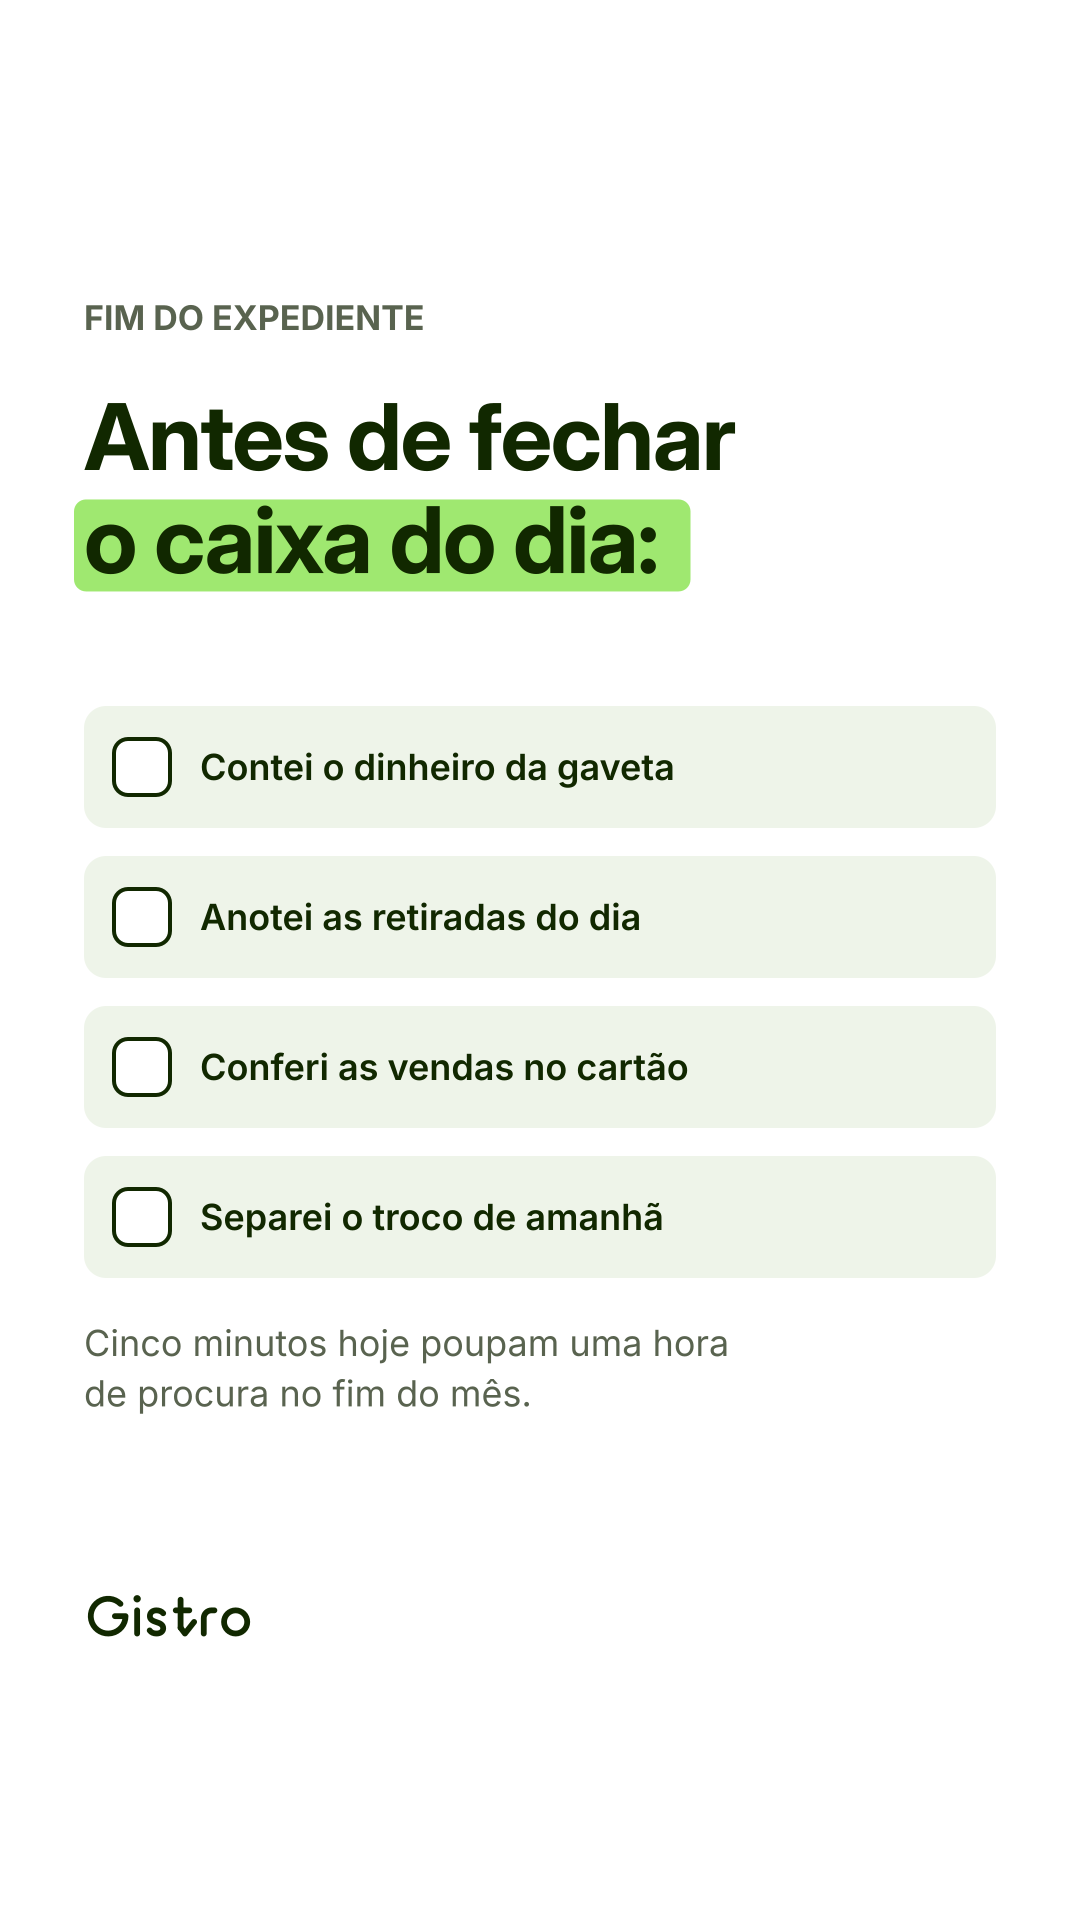 FIM DO EXPEDIENTE
Antes de fechar
o caixa do dia:
Contei o dinheiro da gaveta
Anotei as retiradas do dia
Conferi as vendas no cartão
Separei o troco de amanhã
Cinco minutos hoje poupam uma hora
de procura no fim do mês.
Gistro